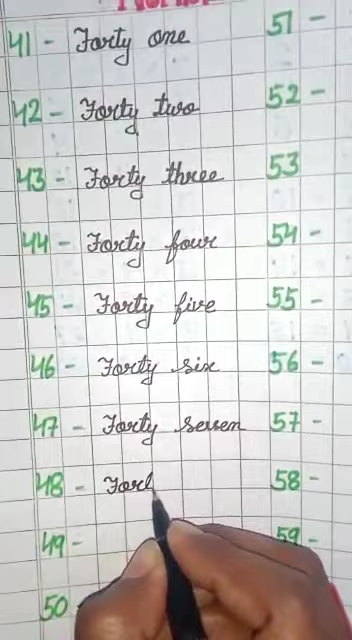 41 - Forty one 51 -
42 - Forty two 52 -
43 - Forty three 53
44 - Forty four 54 -
45 - Forty five 55 -
46 - Forty six 56 -
47 - Forty seven 57 -
48 - For 58 -
49 - 59 -
50